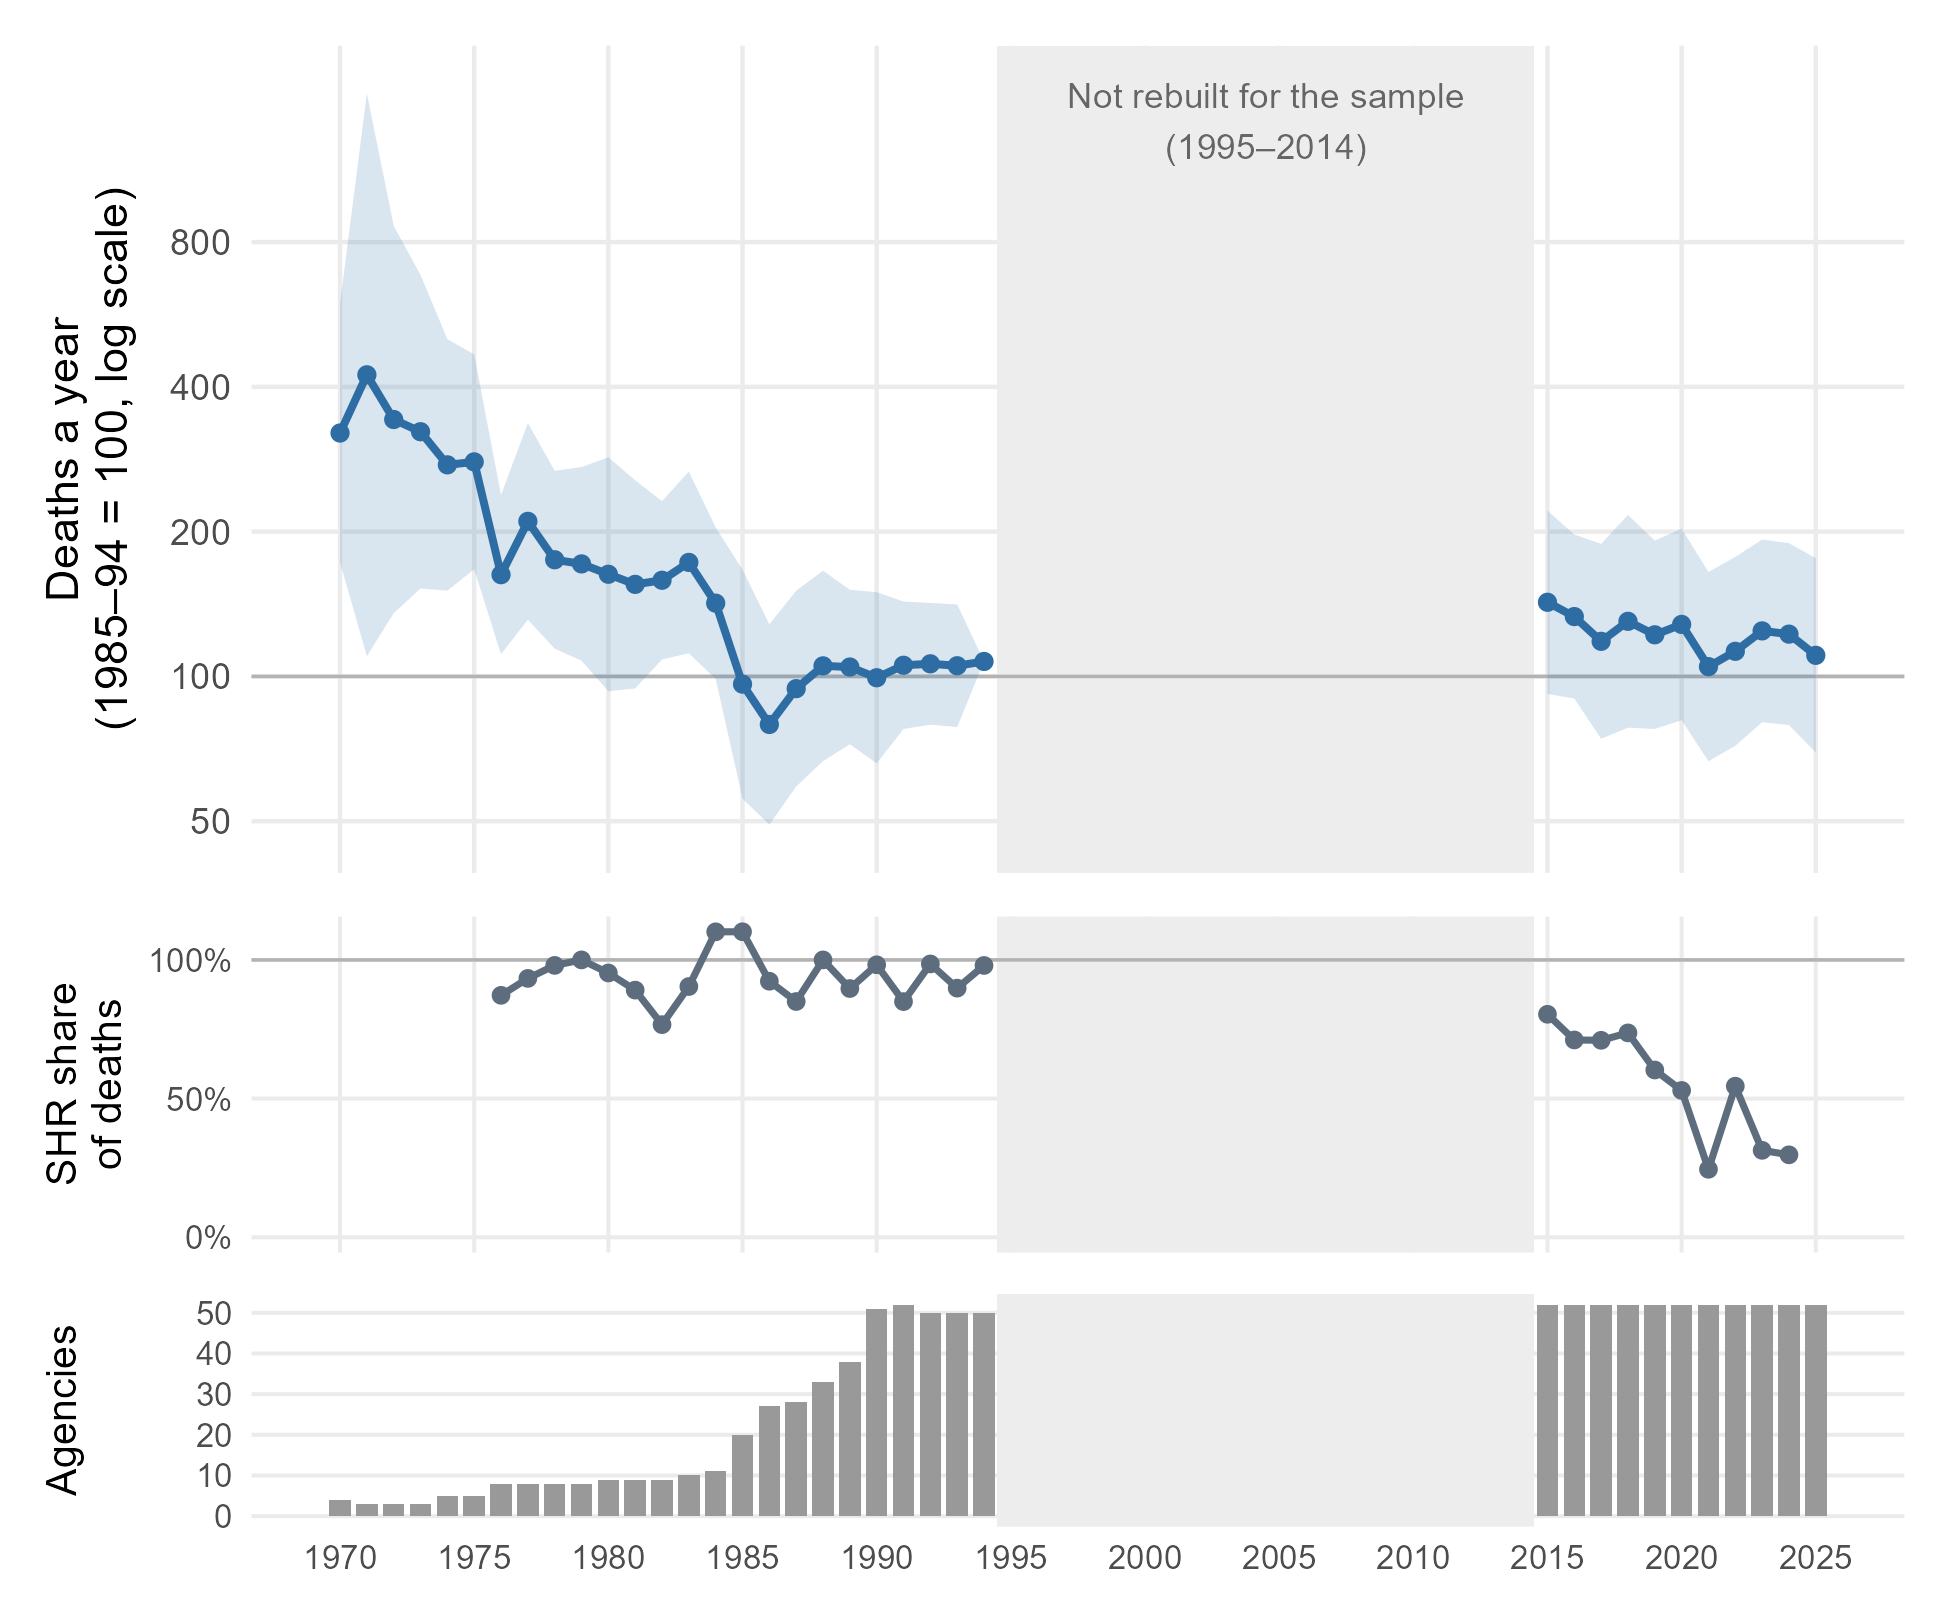 Not rebuilt for the sample
(1995–2014)
Deaths a year
(1985–94 = 100, log scale)
800
400
200
100
50
SHR share
of deaths
100%
50%
0%
Agencies
50
40
30
20
10
0
1970 1975 1980 1985 1990 1995 2000 2005 2010 2015 2020 2025